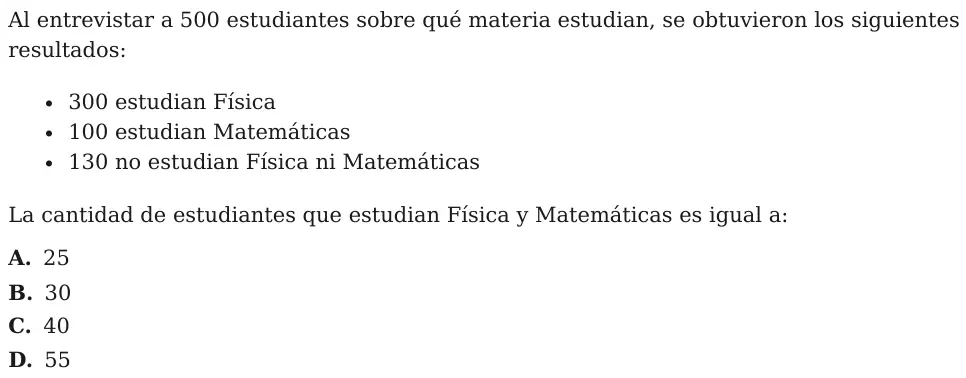 Al entrevistar a 500 estudiantes sobre qué materia estudian, se obtuvieron los siguientes
resultados:
• 300 estudian Física
• 100 estudian Matemáticas
• 130 no estudian Física ni Matemáticas
La cantidad de estudiantes que estudian Física y Matemáticas es igual a:
A. 25
B. 30
C. 40
D. 55